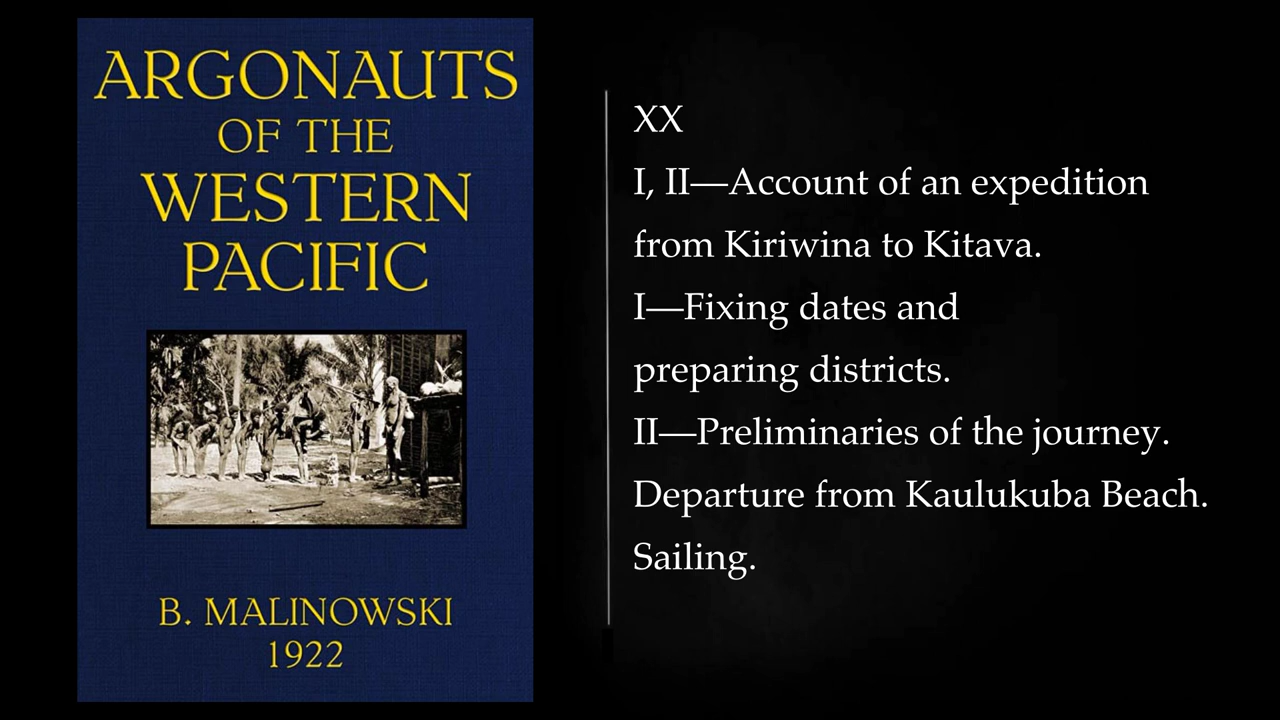 ARGONAUTS
OF THE
WESTERN
PACIFIC
B. MALINOWSKI
1922
XX
I, II—Account of an expedition
from Kiriwina to Kitava.
I—Fixing dates and
preparing districts.
II—Preliminaries of the journey.
Departure from Kaulukuba Beach.
Sailing.